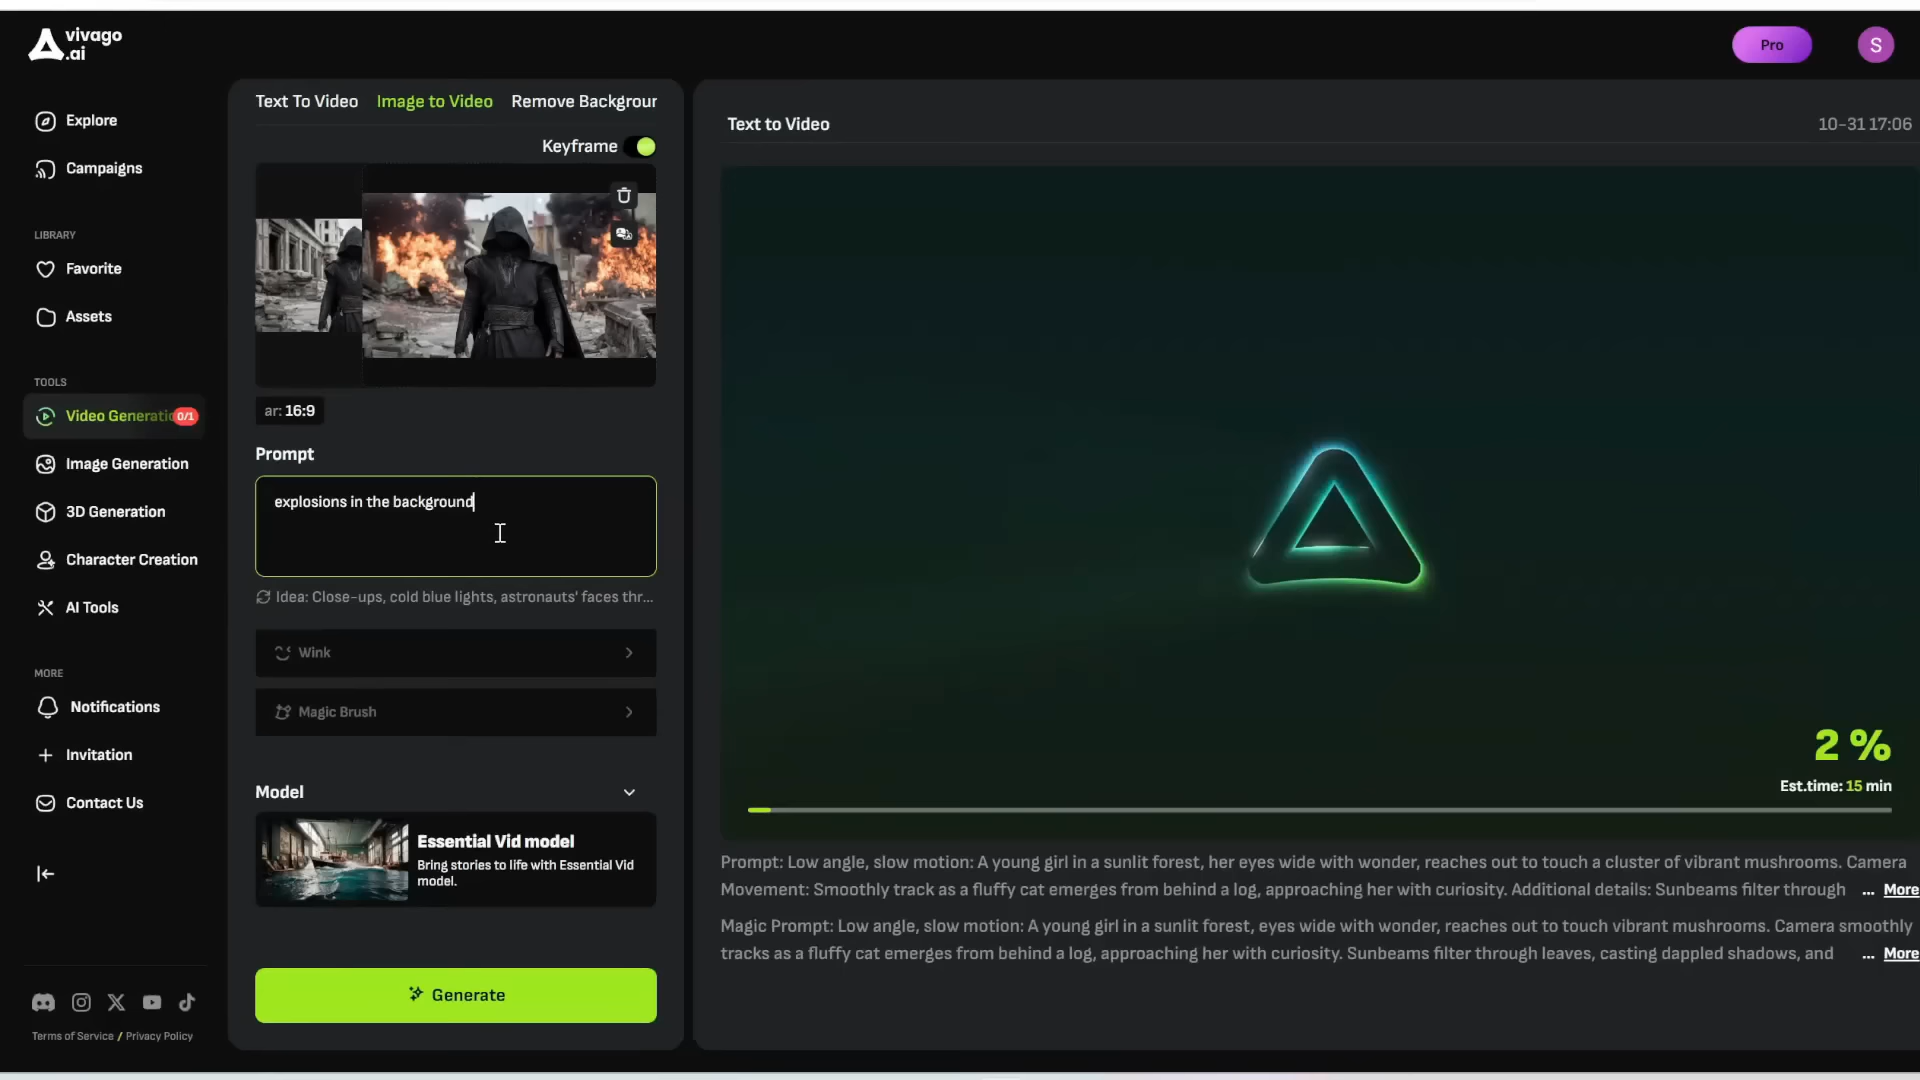 vivago
.ai
Pro
S
Explore
Campaigns
LIBRARY
Favorite
Assets
TOOLS
Video Generatic 0/1
Image Generation
3D Generation
Character Creation
AI Tools
MORE
Notifications
Invitation
Contact Us
Terms of Service / Privacy Policy
Text To Video Image to Video Remove Backgrour
Keyframe
ar: 16:9
Prompt
explosions in the background
Idea: Close-ups, cold blue lights, astronauts' faces thr...
Wink
Magic Brush
Model
Essential Vid model
Bring stories to life with Essential Vid
model.
Generate
Text to Video
10-31 17:06
2 %
Est.time: 15 min
Prompt: Low angle, slow motion: A young girl in a sunlit forest, her eyes wide with wonder, reaches out to touch a cluster of vibrant mushrooms. Camera
Movement: Smoothly track as a fluffy cat emerges from behind a log, approaching her with curiosity. Additional details: Sunbeams filter through ... More
Magic Prompt: Low angle, slow motion: A young girl in a sunlit forest, eyes wide with wonder, reaches out to touch vibrant mushrooms. Camera smoothly
tracks as a fluffy cat emerges from behind a log, approaching her with curiosity. Sunbeams filter through leaves, casting dappled shadows, and ... More